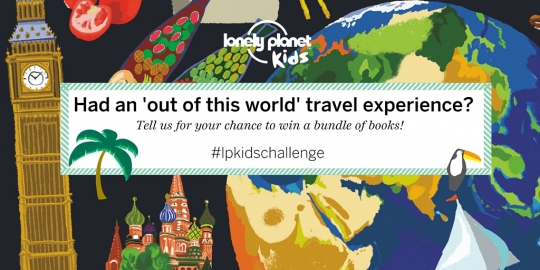 lonely planet
kids
Had an 'out of this world' travel experience?
Tell us for your chance to win a bundle of books!
#lpkidschallenge